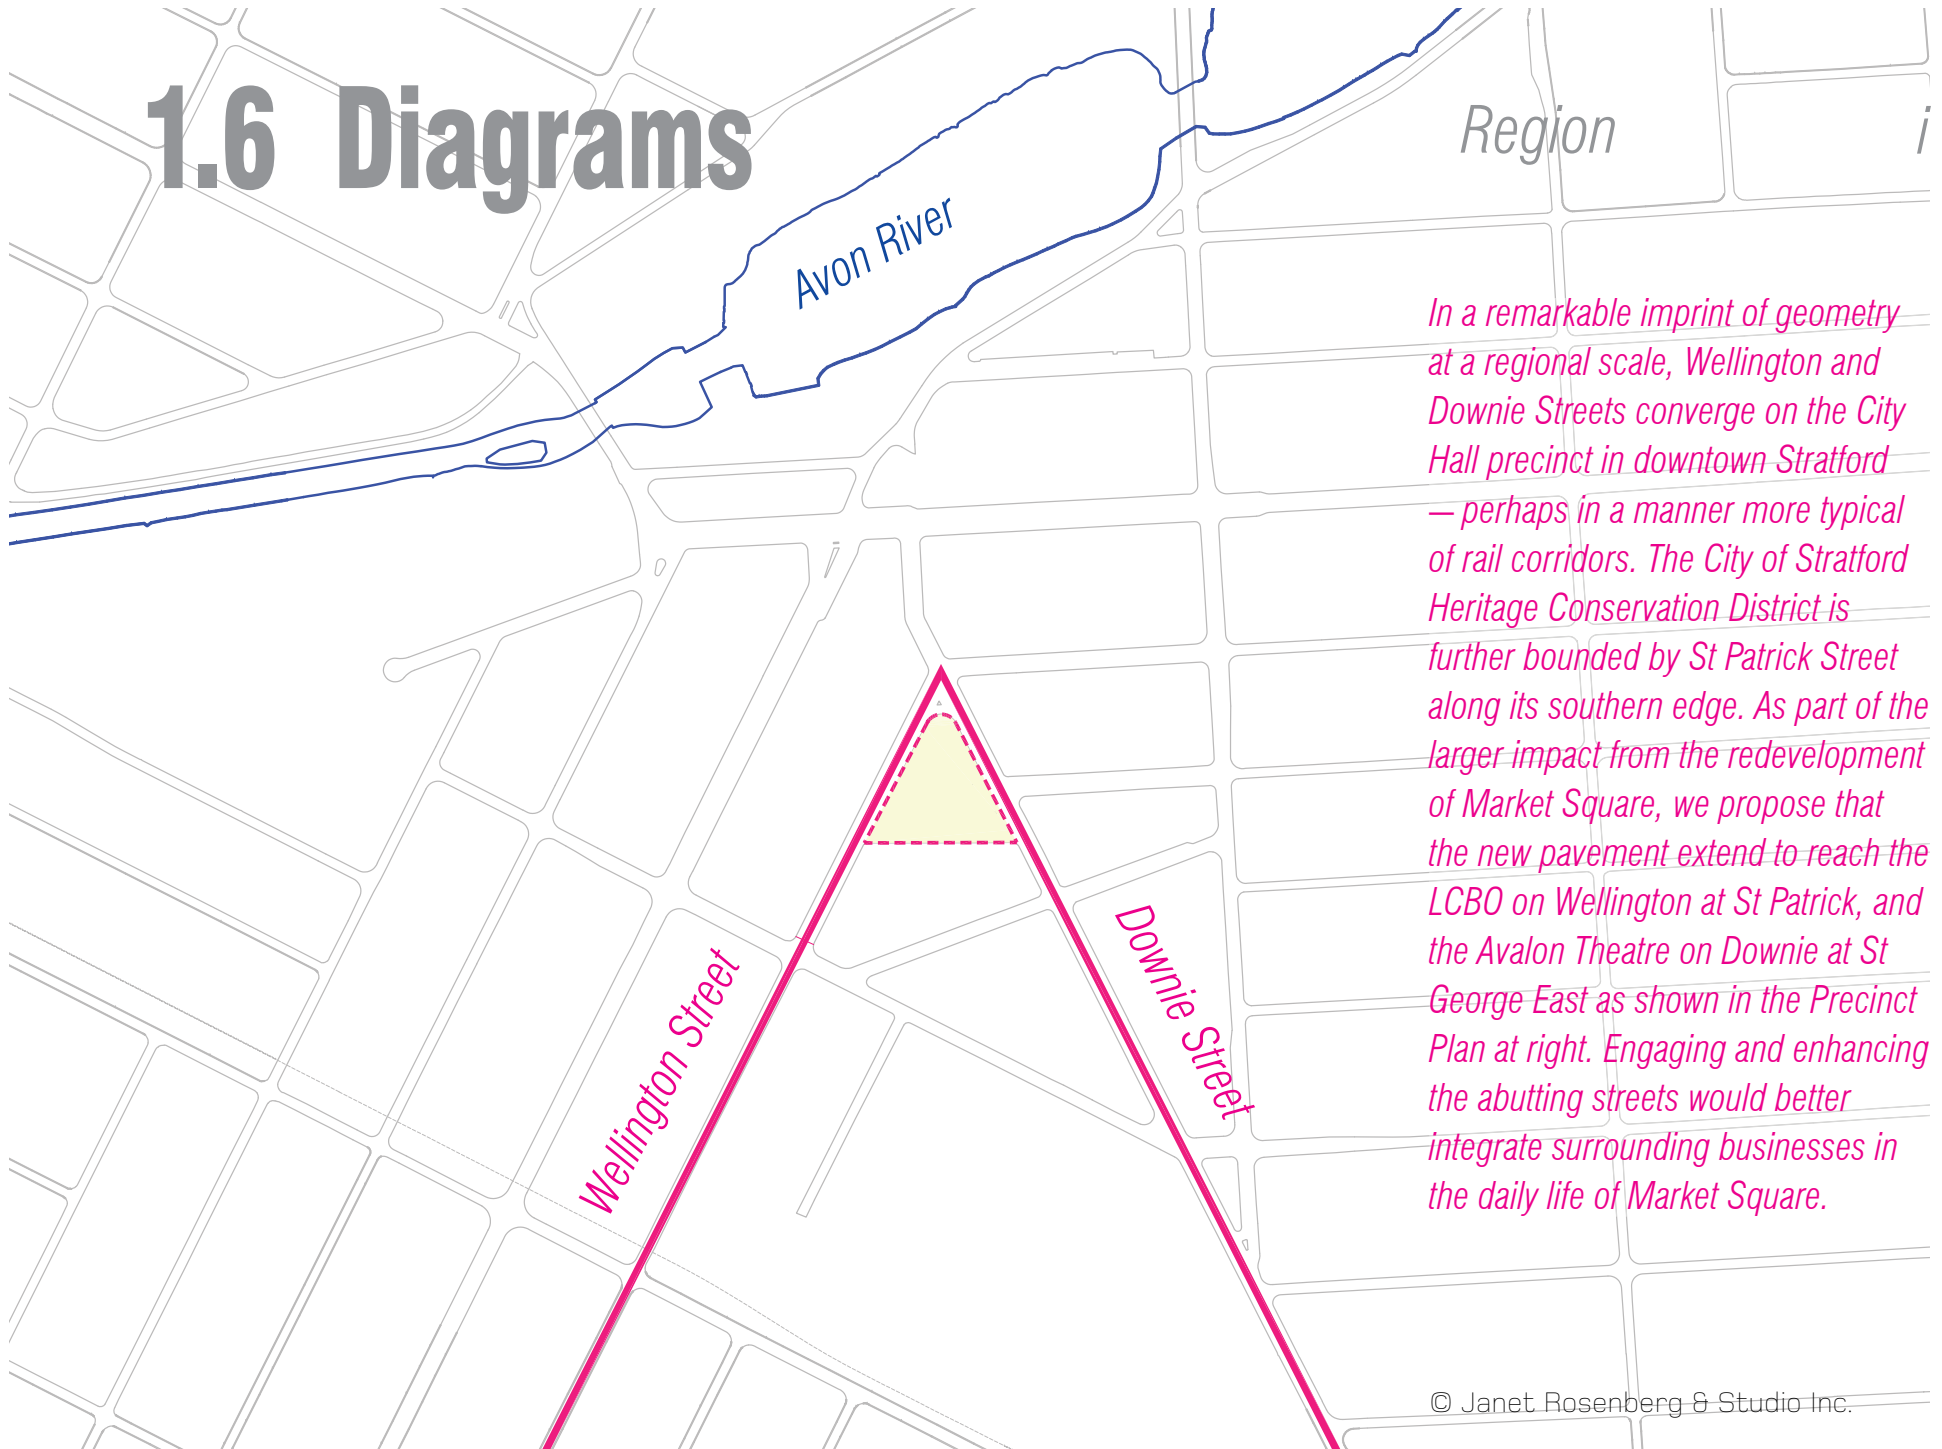 1.6 Diagrams
Region i
Avon River
In a remarkable imprint of geometry
at a regional scale, Wellington and
Downie Streets converge on the City
Hall precinct in downtown Stratford
— perhaps in a manner more typical
of rail corridors. The City of Stratford
Heritage Conservation District is
further bounded by St Patrick Street
along its southern edge. As part of the
larger impact from the redevelopment
of Market Square, we propose that
the new pavement extend to reach the
LCBO on Wellington at St Patrick, and
the Avalon Theatre on Downie at St
George East as shown in the Precinct
Plan at right. Engaging and enhancing
the abutting streets would better
integrate surrounding businesses in
the daily life of Market Square.
Wellington Street
Downie Street
© Janet Rosenberg & Studio Inc.